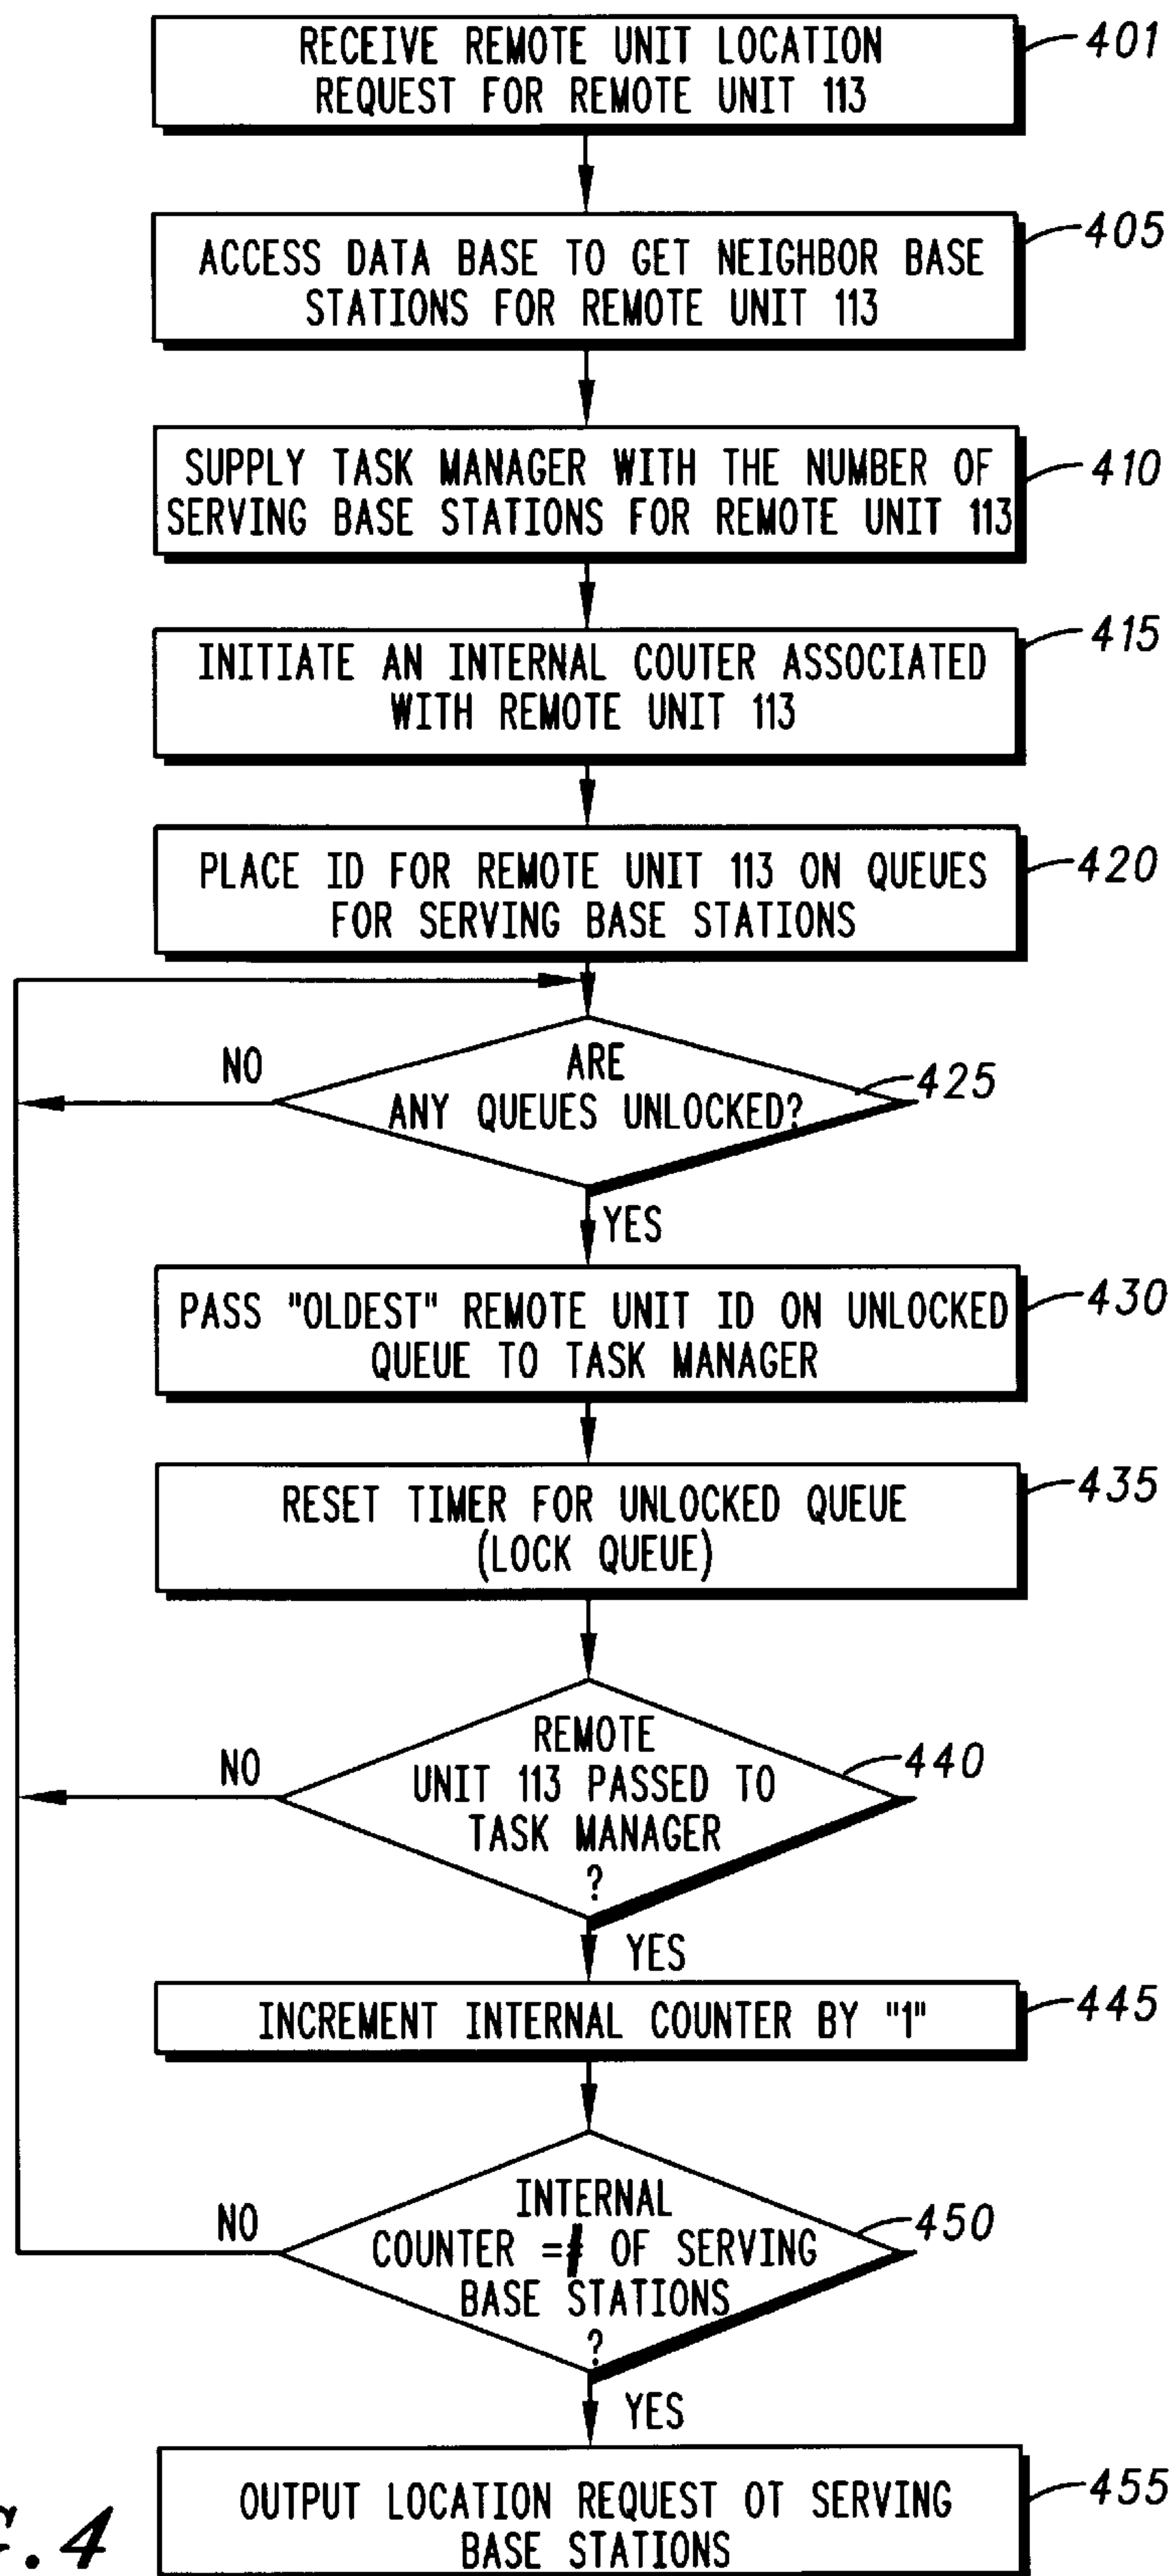 RECEIVE REMOTE UNIT LOCATION
REQUEST FOR REMOTE UNIT 113
401
ACCESS DATA BASE TO GET NEIGHBOR BASE
STATIONS FOR REMOTE UNIT 113
405
SUPPLY TASK MANAGER WITH THE NUMBER OF
SERVING BASE STATIONS FOR REMOTE UNIT 113
410
INITIATE AN INTERNAL COUTER ASSOCIATED
WITH REMOTE UNIT 113
415
PLACE ID FOR REMOTE UNIT 113 ON QUEUES
FOR SERVING BASE STATIONS
420
NO
ARE
ANY QUEUES UNLOCKED?
425
YES
PASS "OLDEST" REMOTE UNIT ID ON UNLOCKED
QUEUE TO TASK MANAGER
430
RESET TIMER FOR UNLOCKED QUEUE
(LOCK QUEUE)
435
NO
REMOTE
UNIT 113 PASSED TO
TASK MANAGER
?
440
YES
INCREMENT INTERNAL COUNTER BY "1"
445
NO
INTERNAL
COUNTER =# OF SERVING
BASE STATIONS
?
450
YES
OUTPUT LOCATION REQUEST OT SERVING
BASE STATIONS
455
.4